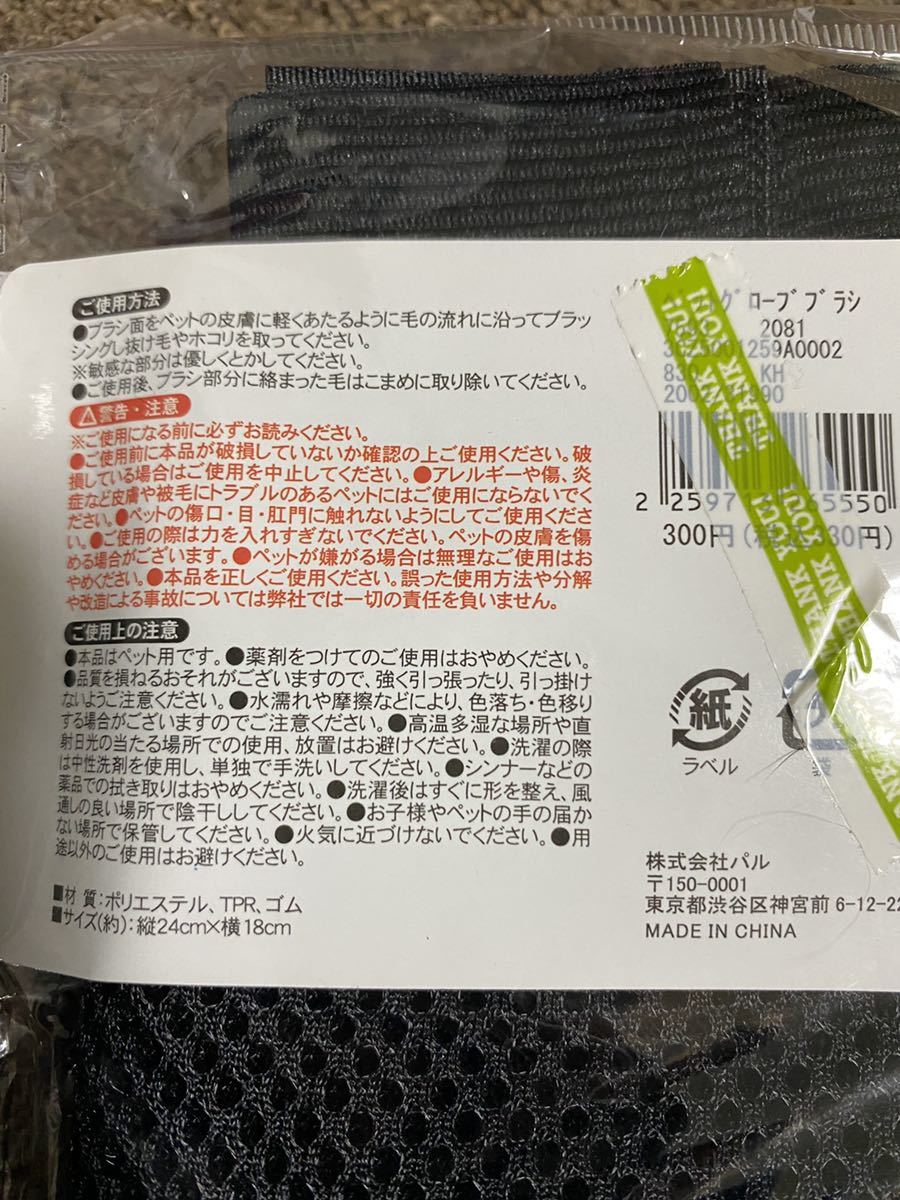 ご使用方法
●ブラシ面をペットの皮膚に軽くあたるように毛の流れに沿ってブラッ
シングし抜け毛やホコリを取ってください。
※敏感な部分は優しくとかしてください。
●ご使用後、ブラシ部分に絡まった毛はこまめに取り除いてください。
⚠警告・注意
※ご使用になる前に必ずお読みください。
●ご使用前に本品が破損していないか確認の上ご使用ください。破
損している場合はご使用を中止してください。●アレルギーや傷、炎
症など皮膚や被毛にトラブルのあるペットにはご使用にならないでく
ださい。●ペットの傷口・目・肛門に触れないようにしてご使用くださ
い。●ご使用の際は力を入れすぎないでください。ペットの皮膚を傷
める場合がございます。●ペットが嫌がる場合は無理なご使用はお
やめください。●本品を正しくご使用ください。誤った使用方法や分解
や改造による事故については弊社では一切の責任を負いません。
ご使用上の注意
●本品はペット用です。●薬剤をつけてのご使用はおやめください。
●品質を損ねるおそれがございますので、強く引っ張ったり、引っ掛け
ないようご注意ください。●水濡れや摩擦などにより、色落ち・色移り
する場合がございますのでご注意ください。●高温多湿な場所や直
射日光の当たる場所での使用、放置はお避けください。●洗濯の際
は中性洗剤を使用し、単独で手洗いしてください。●シンナーなどの
薬品での拭き取りはおやめください。●洗濯後はすぐに形を整え、風
通しの良い場所で陰干ししてください。●お子様やペットの手の届か
ない場所で保管してください。●火気に近づけないでください。●用
途以外のご使用はお避けください。
■材 質:ポリエステル、TPR、ゴム
■サイズ(約):縦24cm×横18cm
ローブブラシ
2081
9A0002
KH
2 2597 65550
300円(税込330円)
THANK YOU!
THANK YOU!
紙
ラベル
袋
株式会社パル
〒150-0001
東京都渋谷区神宮前 6-12-22
MADE IN CHINA